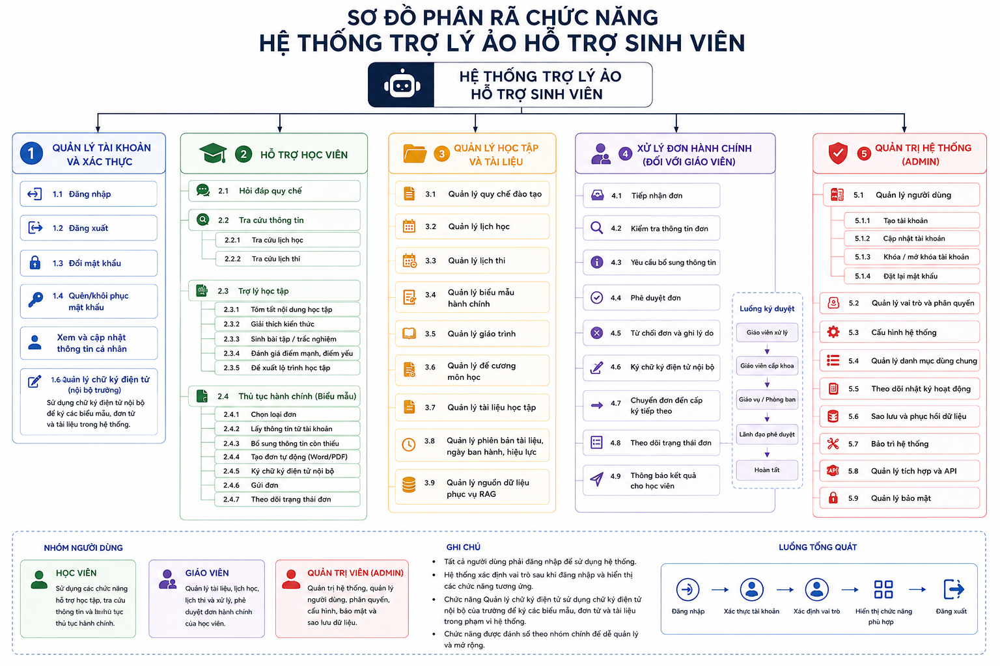 SƠ ĐỒ PHÂN RÃ CHỨC NĂNG
HỆ THỐNG TRỢ LÝ ẢO HỖ TRỢ SINH VIÊN
HỆ THỐNG TRỢ LÝ ẢO
HỖ TRỢ SINH VIÊN
1 QUẢN LÝ TÀI KHOẢN
VÀ XÁC THỰC
1.1 Đăng nhập
1.2 Đăng xuất
1.3 Đổi mật khẩu
1.4 Quên/khôi phục
mật khẩu
Xem và cập nhật
thông tin cá nhân
1.6 Quản lý chữ ký điện tử
(nội bộ trường)
Sử dụng chữ ký điện tử nội bộ
để ký các biểu mẫu, đơn từ
và tài liệu trong hệ thống.
2 HỖ TRỢ HỌC VIÊN
2.1 Hỏi đáp quy chế
2.2 Tra cứu thông tin
2.2.1 Tra cứu lịch học
2.2.2 Tra cứu lịch thi
2.3 Trợ lý học tập
2.3.1 Tóm tắt nội dung học tập
2.3.2 Giải thích kiến thức
2.3.3 Sinh bài tập / trắc nghiệm
2.3.4 Đánh giá điểm mạnh, điểm yếu
2.3.5 Đề xuất lộ trình học tập
2.4 Thủ tục hành chính (Biểu mẫu)
2.4.1 Chọn loại đơn
2.4.2 Lấy thông tin từ tài khoản
2.4.3 Bổ sung thông tin còn thiếu
2.4.4 Tạo đơn tự động (Word/PDF)
2.4.5 Ký chữ ký điện tử nội bộ
2.4.6 Gửi đơn
2.4.7 Theo dõi trạng thái đơn
3 QUẢN LÝ HỌC TẬP
VÀ TÀI LIỆU
3.1 Quản lý quy chế đào tạo
3.2 Quản lý lịch học
3.3 Quản lý lịch thi
3.4 Quản lý biểu mẫu
hành chính
3.5 Quản lý giáo trình
3.6 Quản lý đề cương
môn học
3.7 Quản lý tài liệu học tập
3.8 Quản lý phiên bản tài liệu,
ngày ban hành, hiệu lực
3.9 Quản lý nguồn dữ liệu
phục vụ RAG
4 XỬ LÝ ĐƠN HÀNH CHÍNH
(ĐỐI VỚI GIÁO VIÊN)
4.1 Tiếp nhận đơn
4.2 Kiểm tra thông tin đơn
4.3 Yêu cầu bổ sung thông tin
4.4 Phê duyệt đơn
4.5 Từ chối đơn và ghi lý do
4.6 Ký chữ ký điện tử nội bộ
4.7 Chuyển đơn đến cấp
ký tiếp theo
4.8 Theo dõi trạng thái đơn
4.9 Thông báo kết quả
cho học viên
Luồng ký duyệt
Giáo viên xử lý
Giáo viên cấp khoa
Giáo vụ / Phòng ban
Lãnh đạo phê duyệt
Hoàn tất
5 QUẢN TRỊ HỆ THỐNG
(ADMIN)
5.1 Quản lý người dùng
5.1.1 Tạo tài khoản
5.1.2 Cập nhật tài khoản
5.1.3 Khóa / mở khóa tài khoản
5.1.4 Đặt lại mật khẩu
5.2 Quản lý vai trò và phân quyền
5.3 Cấu hình hệ thống
5.4 Quản lý danh mục dùng chung
5.5 Theo dõi nhật ký hoạt động
5.6 Sao lưu và phục hồi dữ liệu
5.7 Bảo trì hệ thống
API 5.8 Quản lý tích hợp và API
5.9 Quản lý bảo mật
NHÓM NGƯỜI DÙNG
HỌC VIÊN
Sử dụng các chức năng
hỗ trợ học tập, tra cứu
thông tin và tục
thủ tục hành chính.
GIÁO VIÊN
Quản lý tài liệu, lịch học,
lịch thi và xử lý, phê
duyệt đơn hành chính
của học viên.
QUẢN TRỊ VIÊN (ADMIN)
Quản trị hệ thống, quản lý
người dùng, phân quyền,
cấu hình, bảo mật và
sao lưu dữ liệu.
GHI CHÚ
• Tất cả người dùng phải đăng nhập để sử dụng hệ thống.
• Hệ thống xác định vai trò sau khi đăng nhập và hiển thị
các chức năng tương ứng.
• Chức năng Quản lý chữ ký điện tử sử dụng chữ ký điện tử
nội bộ của trường để ký các biểu mẫu, đơn từ và tài liệu
trong phạm vi hệ thống.
• Chức năng được đánh số theo nhóm chính để dễ quản lý
và mở rộng.
LUỒNG TỔNG QUÁT
Đăng nhập
Xác thực tài khoản
Xác định vai trò
Hiển thị chức năng
phù hợp
Đăng xuất